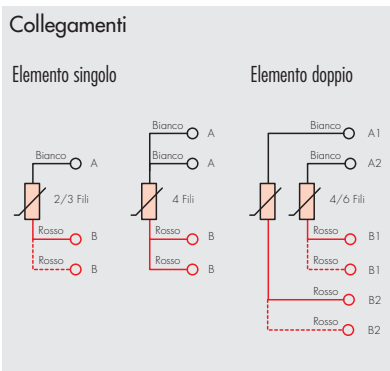 Collegamenti
Elemento singolo
Elemento doppio
Bianco A
2/3 Fili
Rosso B
Rosso B
Bianco A
Bianco A
4 Fili
Rosso B
Rosso B
Bianco A1
Bianco A2
4/6 Fili
Rosso B1
Rosso B1
Rosso B2
Rosso B2